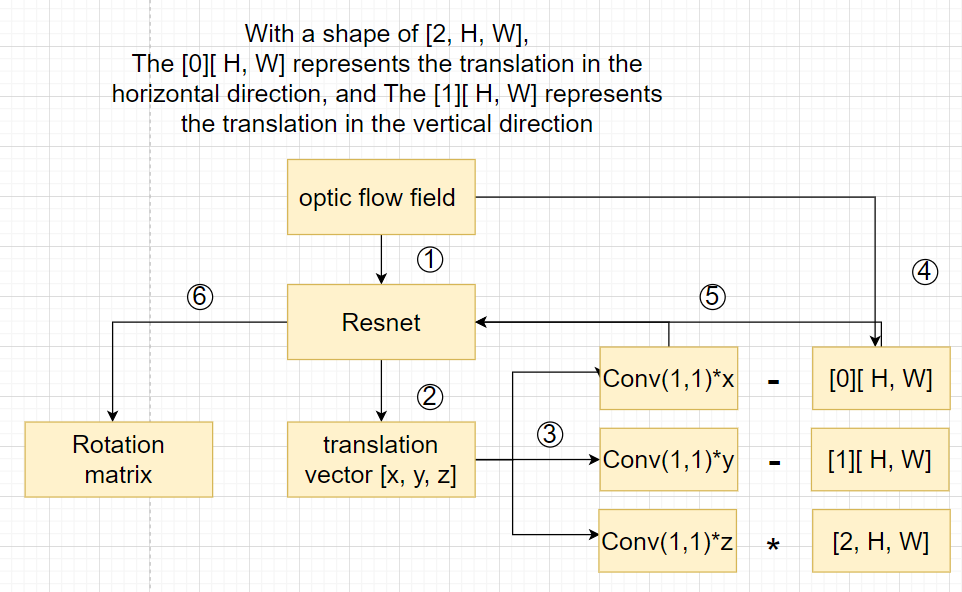 With a shape of [2, H, W],
The [0][ H, W] represents the translation in the
horizontal direction, and The [1][ H, W] represents
the translation in the vertical direction
optic flow field
①
④
⑥
⑤
Resnet
②
Conv(1,1)*x - [0][ H, W]
③
Rotation
matrix
translation
vector [x, y, z]
Conv(1,1)*y - [1][ H, W]
Conv(1,1)*z * [2, H, W]